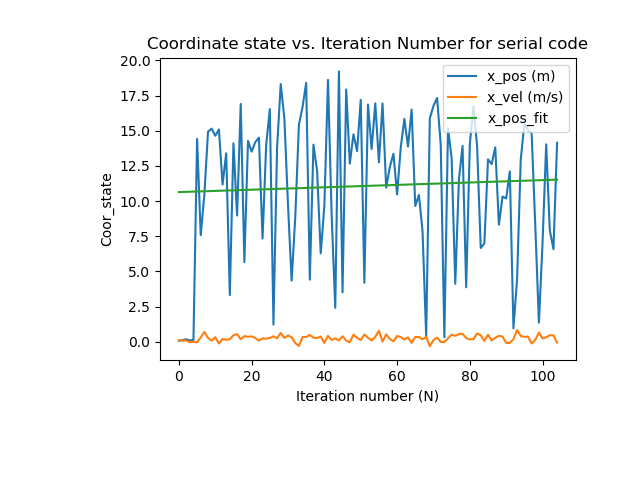 Coordinate state vs. Iteration Number for serial code
20.0
17.5
15.0
12.5
10.0
7.5
5.0
2.5
0.0
Coor_state
x_pos (m)
x_vel (m/s)
x_pos_fit
0 20 40 60 80 100
Iteration number (N)